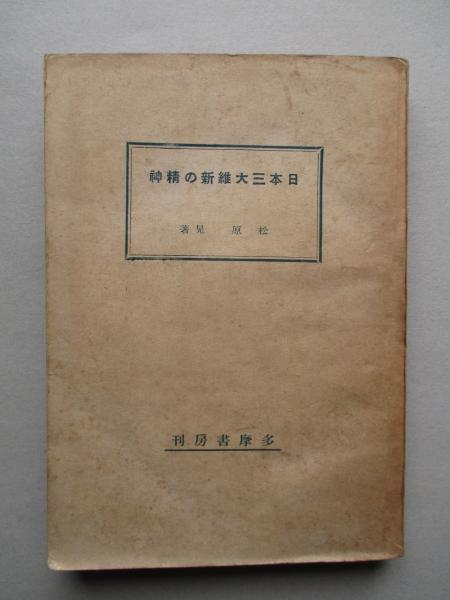 日本三大維新の精神
松原晃著
多摩書房刊